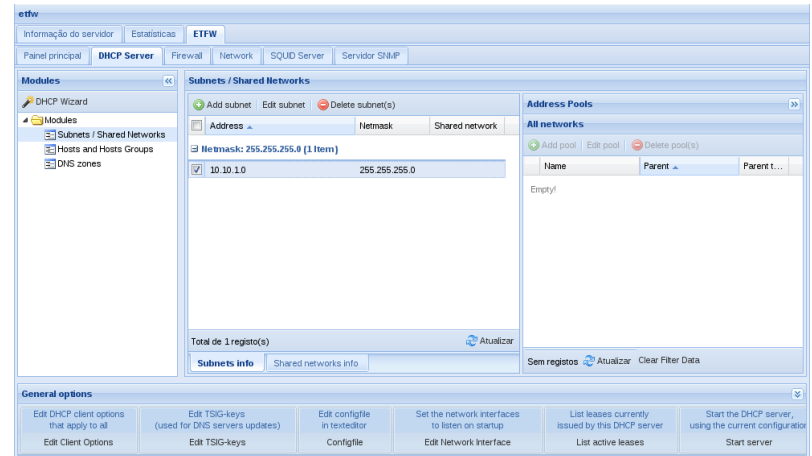 etfw
Informação do servidor Estatísticas ETFW
Painel principal DHCP Server Firewall Network SQUID Server Servidor SNMP
Modules
DHCP Wizard
Modules
Subnets / Shared Networks
Hosts and Hosts Groups
DNS zones
Subnets / Shared Networks
Add subnet Edit subnet Delete subnet(s)
Address Netmask Shared network
Netmask: 255.255.255.0 (1 Item)
10.10.1.0 255.255.255.0
Total de 1 registo(s) Atualizar
Subnets info Shared networks info
Address Pools
All networks
Add pool Edit pool Delete pool(s)
Name Parent Parent t...
Empty!
Sem registos Atualizar Clear Filter Data
General options
Edit DHCP client options
that apply to all
Edit Client Options
Edit TSIG-keys
(used for DNS servers updates)
Edit TSIG-keys
Edit configfile
in texteditor
Configfile
Set the network interfaces
to listen on startup
Edit Network Interface
List leases currently
issued by this DHCP server
List active leases
Start the DHCP server,
using the current configuration
Start server